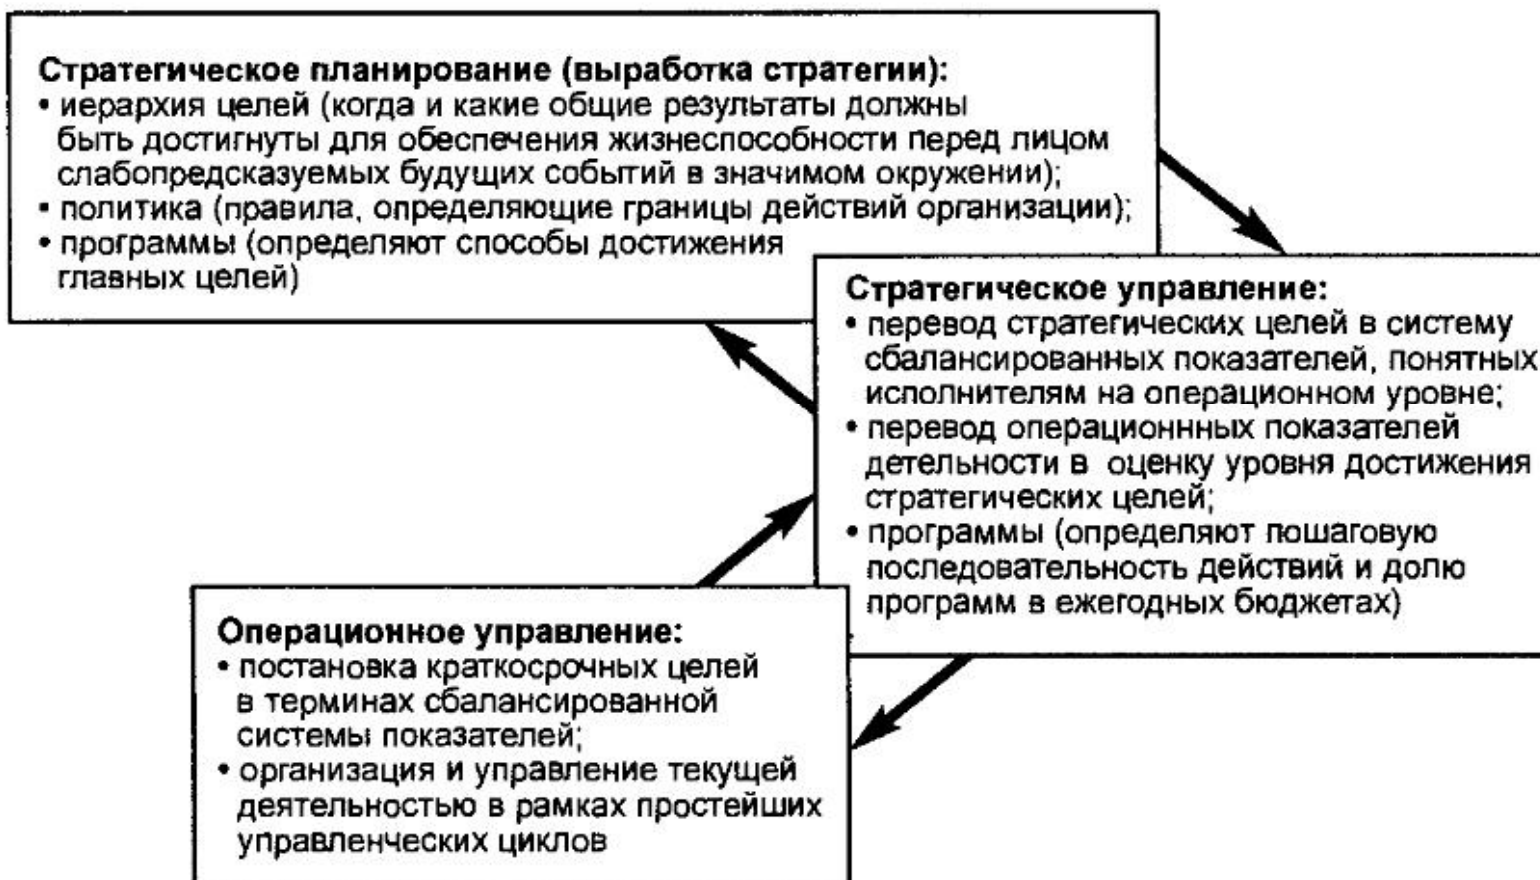 Стратегическое планирование (выработка стратегии):
• иерархия целей (когда и какие общие результаты должны
быть достигнуты для обеспечения жизнеспособности перед лицом
слабопредсказуемых будущих событий в значимом окружении);
• политика (правила, определяющие границы действий организации);
• программы (определяют способы достижения
главных целей)
Стратегическое управление:
• перевод стратегических целей в систему
сбалансированных показателей, понятных
исполнителям на операционном уровне;
• перевод операционнных показателей
детельности в оценку уровня достижения
стратегических целей;
• программы (определяют пошаговую
последовательность действий и долю
программ в ежегодных бюджетах)
Операционное управление:
• постановка краткосрочных целей
в терминах сбалансированной
системы показателей;
• организация и управление текущей
деятельностью в рамках простейших
управленческих циклов